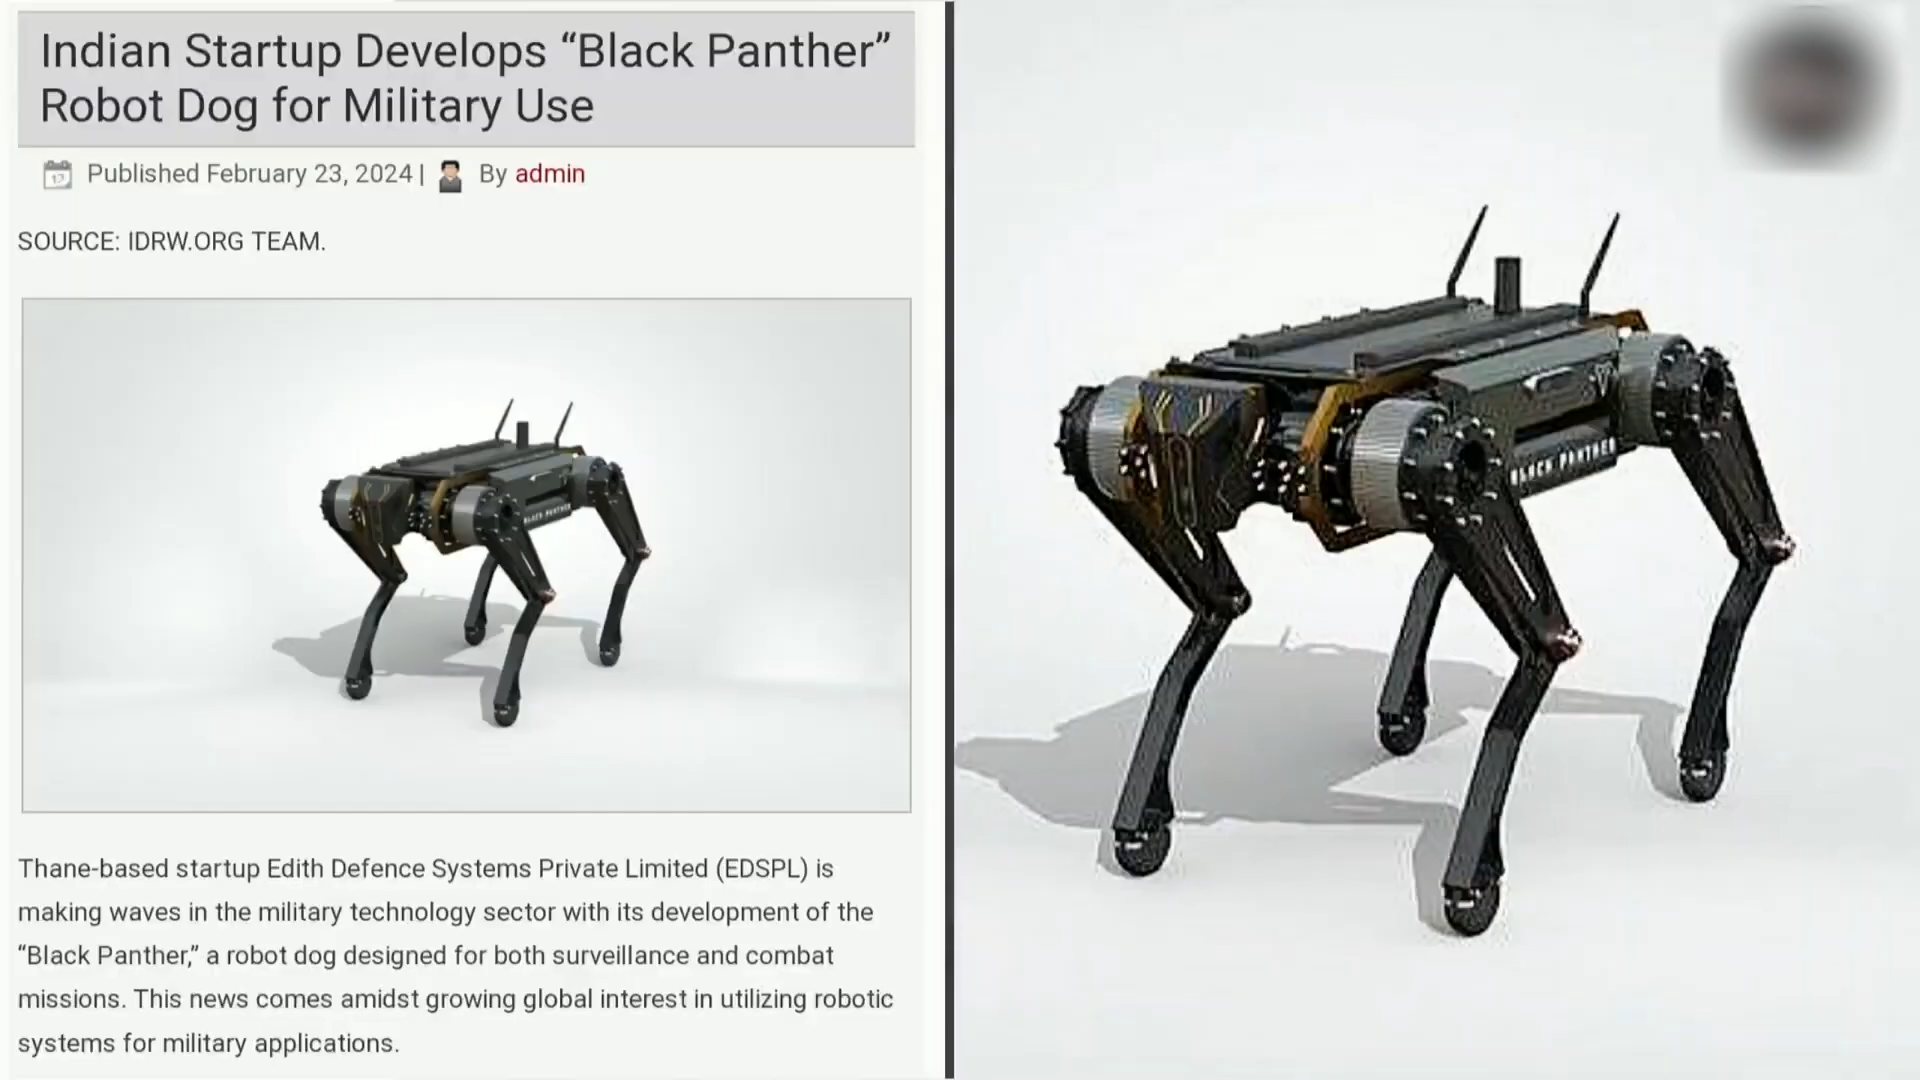 Indian Startup Develops “Black Panther”
Robot Dog for Military Use
Published February 23, 2024 | By admin
SOURCE: IDRW.ORG TEAM.
BLACK PANTHER
Thane-based startup Edith Defence Systems Private Limited (EDSPL) is
making waves in the military technology sector with its development of the
“Black Panther,” a robot dog designed for both surveillance and combat
missions. This news comes amidst growing global interest in utilizing robotic
systems for military applications.
BLACK PANTHER